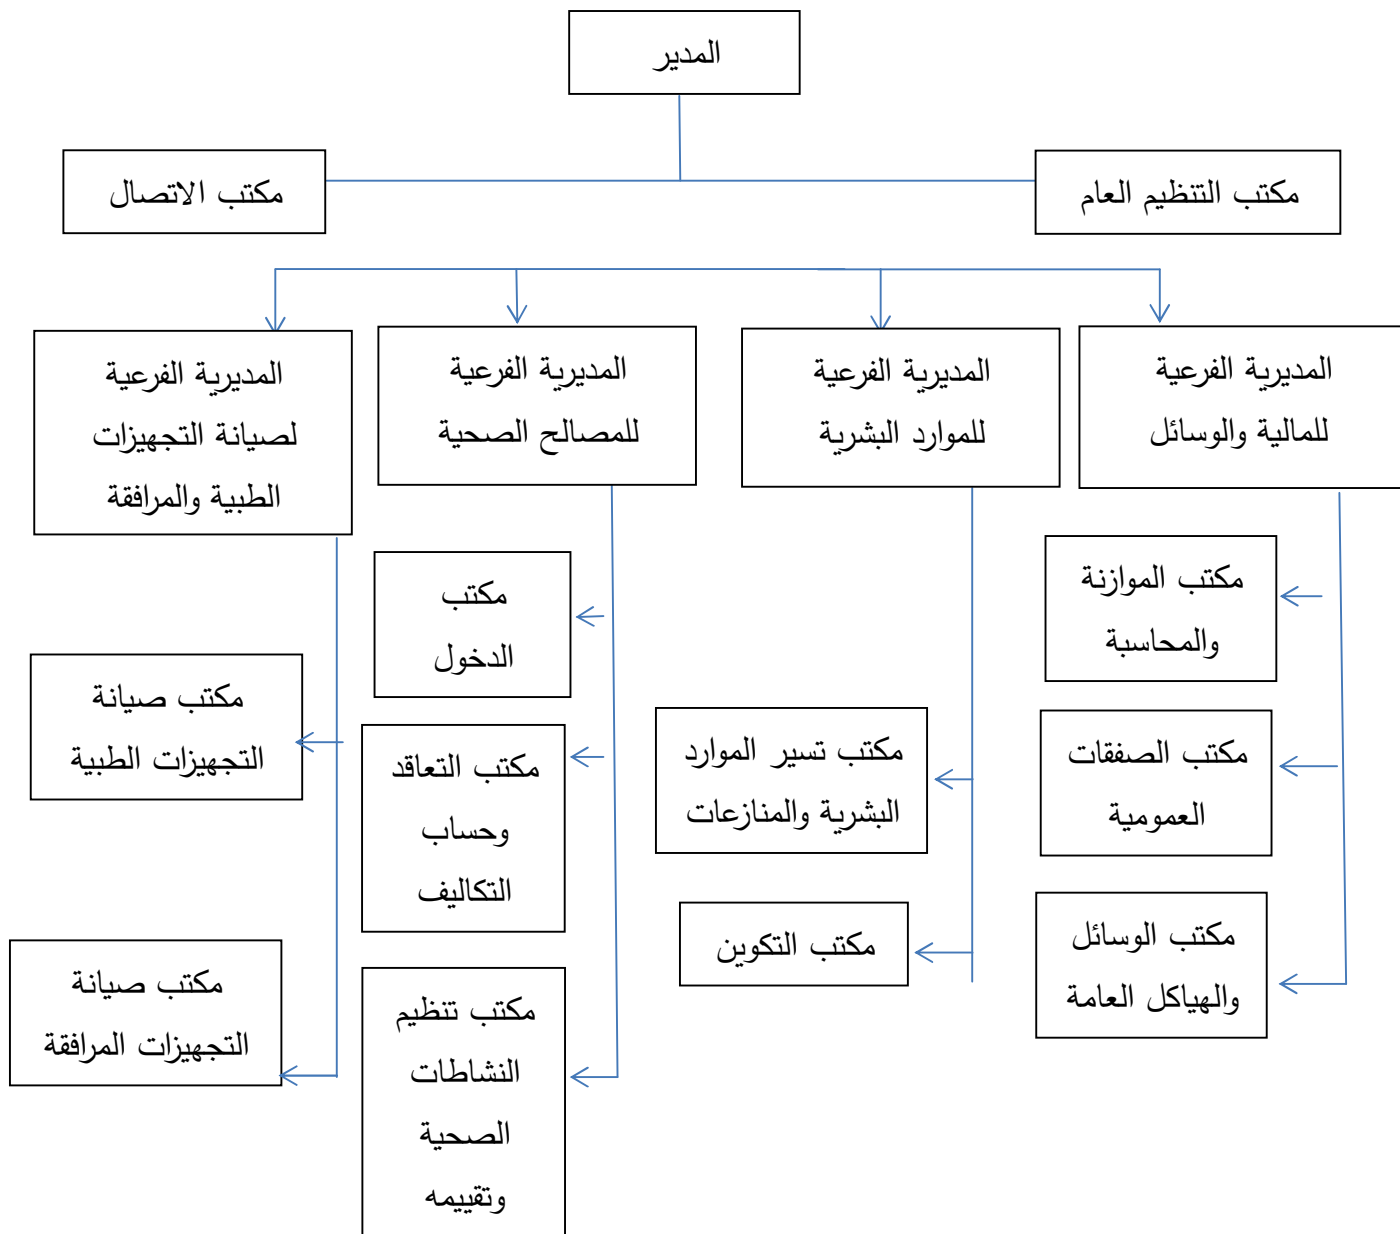 المدير
مكتب التنظيم العام
مكتب الاتصال
المديرية الفرعية
للمالية والوسائل
المديرية الفرعية
للموارد البشرية
المديرية الفرعية
للمصالح الصحية
المديرية الفرعية
لصيانة التجهيزات
الطبية والمرافقة
مكتب الموازنة
والمحاسبة
مكتب الصفقات
العمومية
مكتب الوسائل
والهياكل العامة
مكتب تسير الموارد
البشرية والمنازعات
مكتب التكوين
مكتب
الدخول
مكتب التعاقد
وحساب
التكاليف
مكتب تنظيم
النشاطات
الصحية
وتقييمه
مكتب صيانة
التجهيزات الطبية
مكتب صيانة
التجهيزات المرافقة